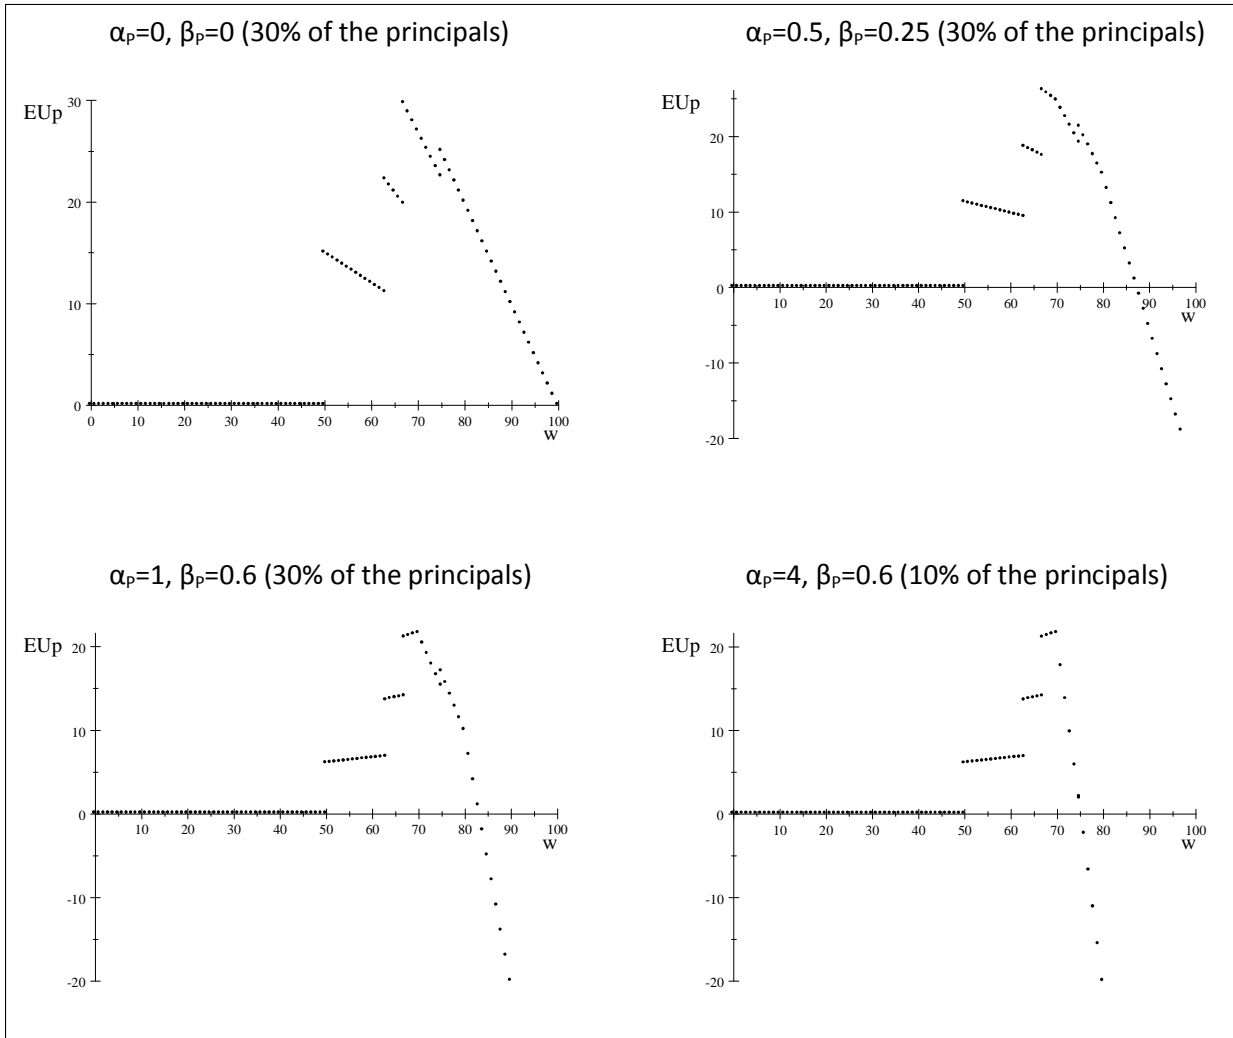 αP=0, βP=0 (30% of the principals)
EUp
30
20
10
0
0 10 20 30 40 50 60 70 80 90 100
w
αP=0.5, βP=0.25 (30% of the principals)
EUp
20
10
0
10 20 30 40 50 60 70 80 90 100
w
-10
-20
αP=1, βP=0.6 (30% of the principals)
EUp
20
10
0
10 20 30 40 50 60 70 80 90 100
w
-10
-20
αP=4, βP=0.6 (10% of the principals)
EUp
20
10
0
10 20 30 40 50 60 70 80 90 100
w
-10
-20